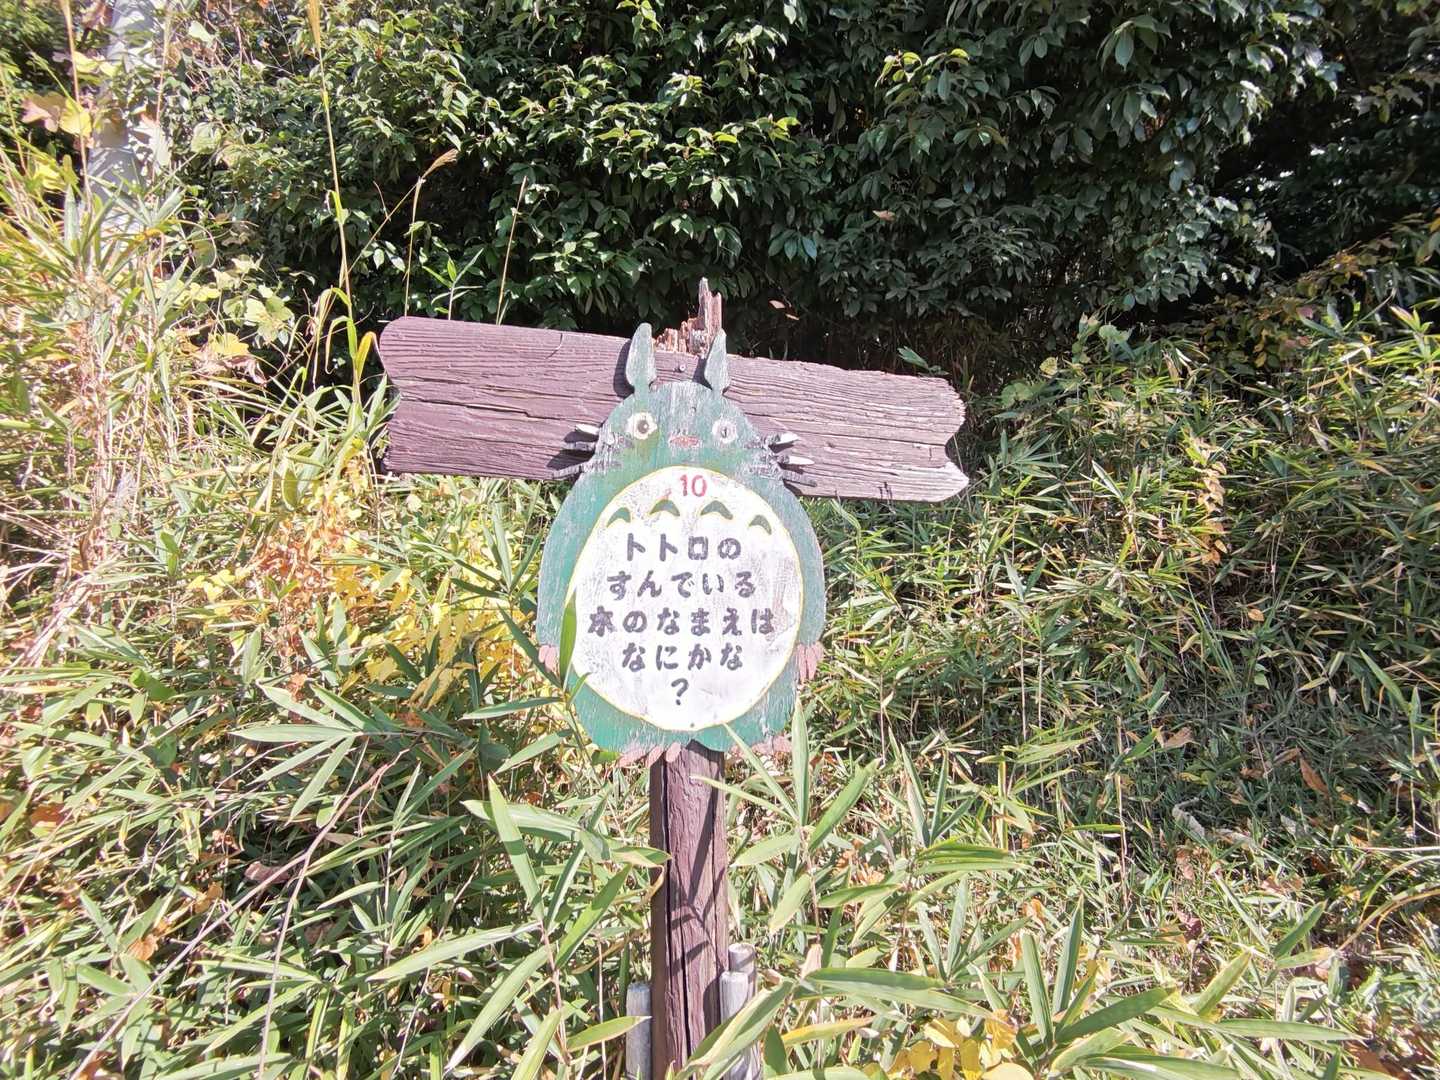 10
トトロの
すんでいる
木のなまえは
なにかな
?